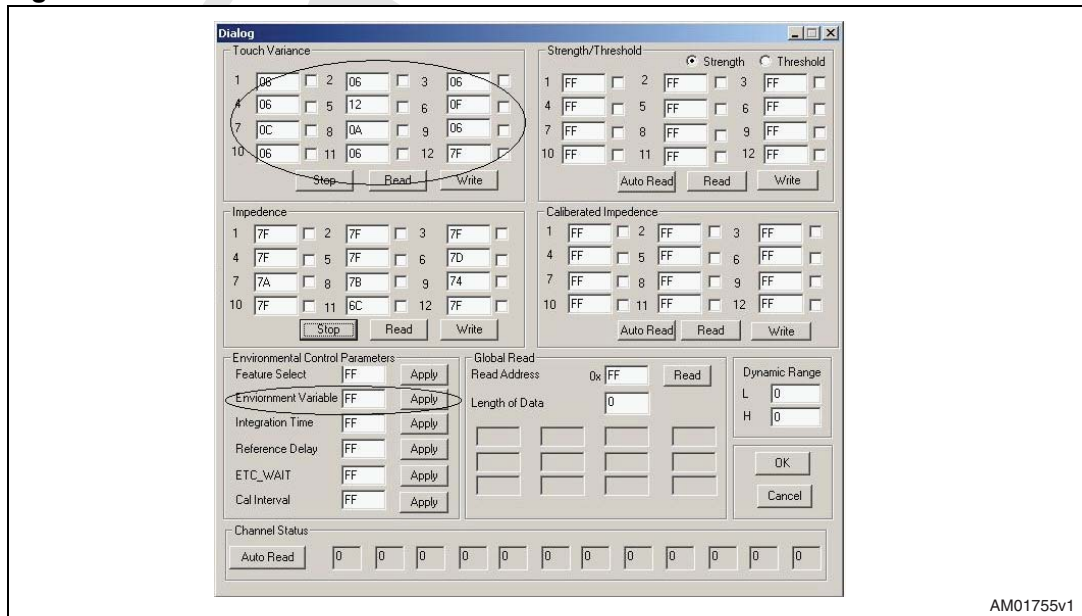 Dialog
Touch Variance
1 06 2 06 3 06
4 06 5 12 6 0F
7 0C 8 0A 9 06
10 06 11 06 12 7F
Stop Read Write
Strength/Threshold
Strength Threshold
1 FF 2 FF 3 FF
4 FF 5 FF 6 FF
7 FF 8 FF 9 FF
10 FF 11 FF 12 FF
Auto Read Read Write
Impedence
1 7F 2 7F 3 7F
4 7F 5 7F 6 7D
7 7A 8 7B 9 74
10 7F 11 6C 12 7F
Stop Read Write
Caliberated Impedence
1 FF 2 FF 3 FF
4 FF 5 FF 6 FF
7 FF 8 FF 9 FF
10 FF 11 FF 12 FF
Auto Read Read Write
Environmental Control Parameters
Feature Select FF Apply
Enviornment Variable FF Apply
Integration Time FF Apply
Reference Delay FF Apply
ETC_WAIT FF Apply
Cal Interval FF Apply
Global Read
Read Address 0x FF Read
Length of Data 0
Dynamic Range
L 0
H 0
OK
Cancel
Channel Status
Auto Read 0 0 0 0 0 0 0 0 0 0 0 0
AM01755v1